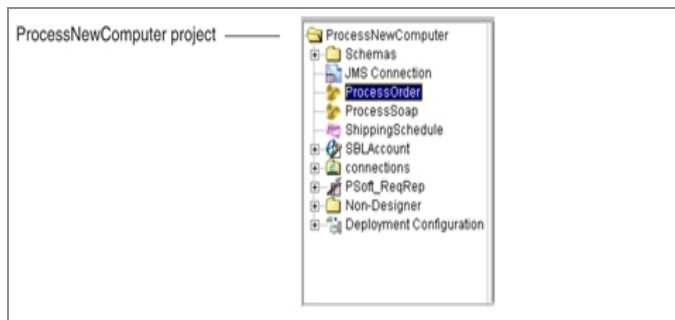 ProcessNewComputer project
ProcessNewComputer
Schemas
JMS Connection
ProcessOrder
ProcessSoap
ShippingSchedule
SBLAccount
connections
PSoft_ReqRep
Non-Designer
Deployment Configuration